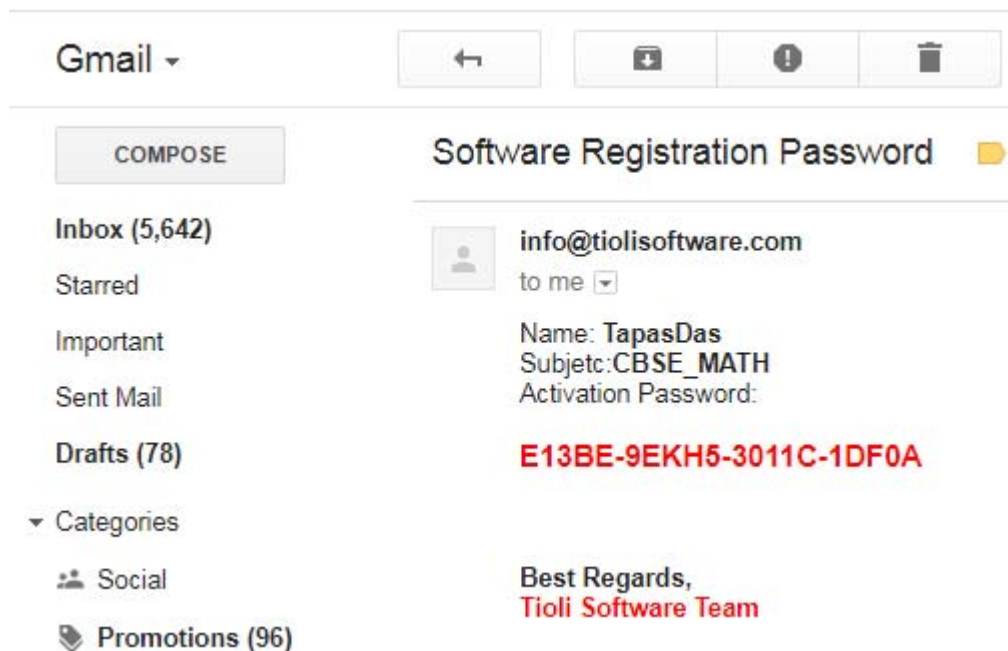 Gmail
COMPOSE
Software Registration Password
Inbox (5,642)
info@tiolisoftware.com
Starred
to me
Important
Name: TapasDas
Subjetc:CBSE_MATH
Sent Mail
Activation Password:
Drafts (78)
E13BE-9EKH5-3011C-1DF0A
Categories
Social
Best Regards,
Tioli Software Team
Promotions (96)